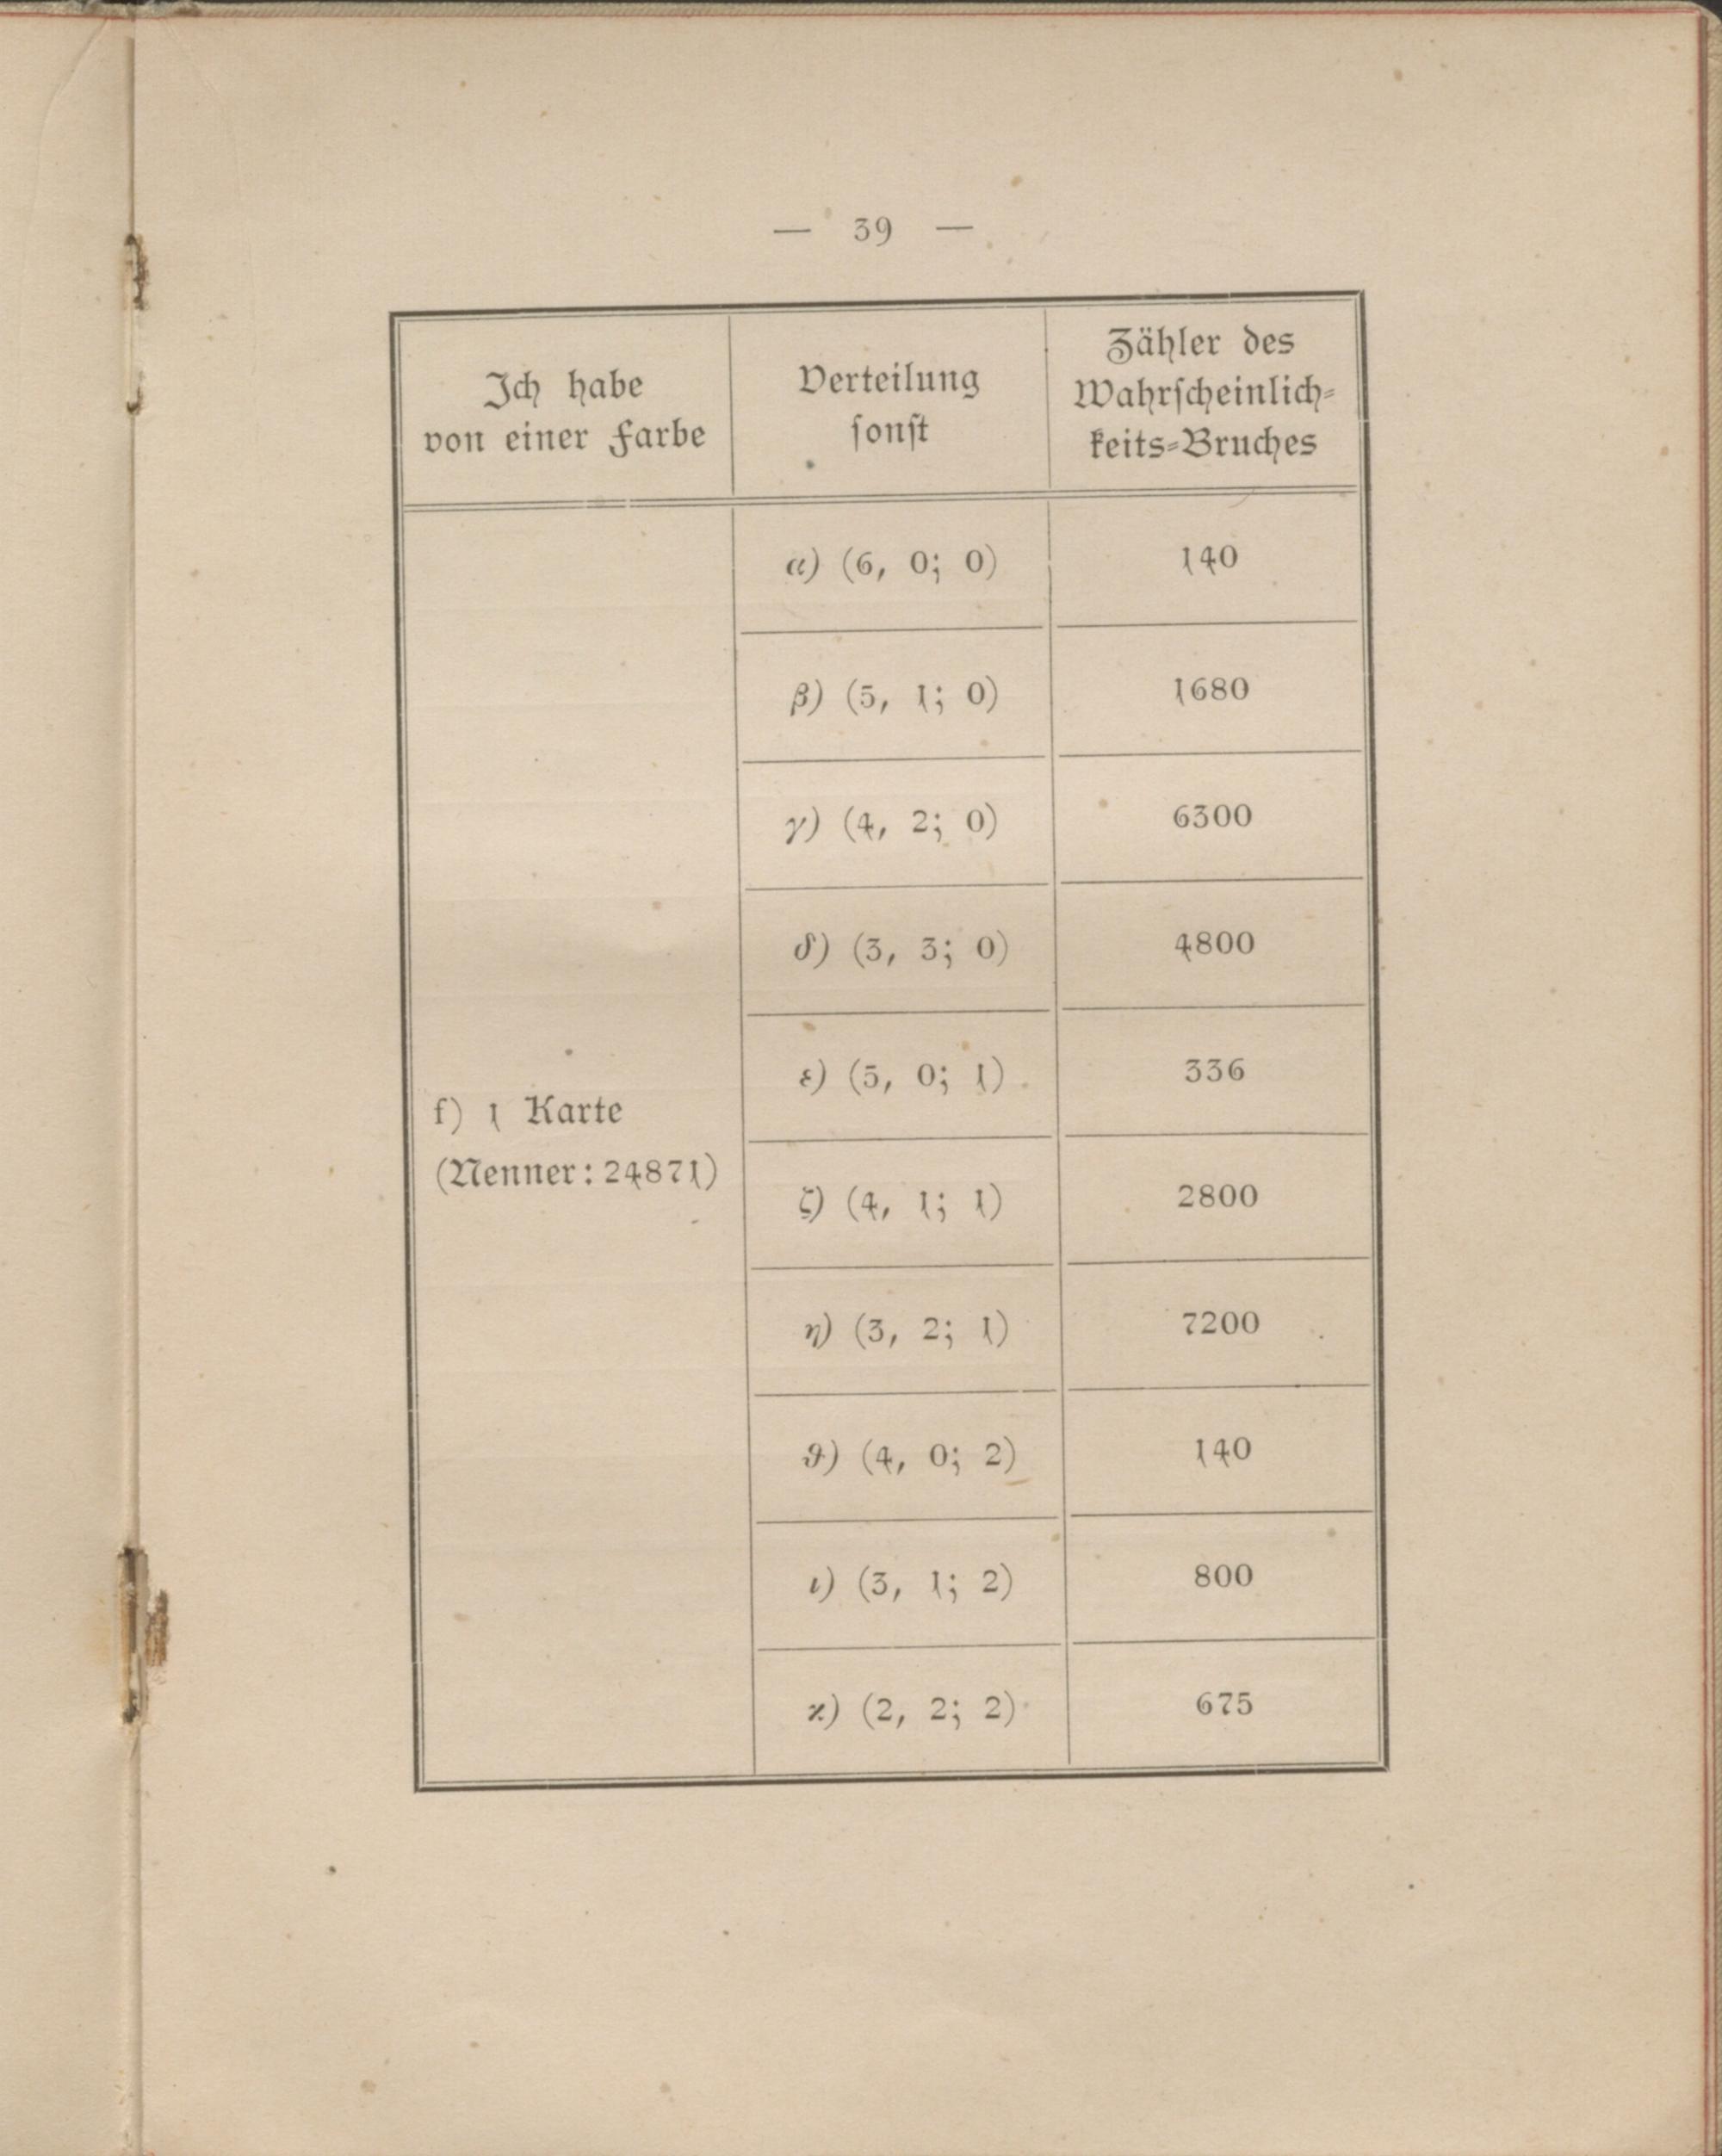 — 39 —
Ich habe
von einer Farbe
Verteilung
sonst
Zähler des
Wahrscheinlich-
keits-Bruches
f) 1 Karte
(Nenner: 24871)
α) (6, 0; 0) 140
β) (5, 1; 0) 1680
γ) (4, 2; 0) 6300
δ) (3, 3; 0) 4800
ε) (5, 0; 1) 336
ζ) (4, 1; 1) 2800
η) (3, 2; 1) 7200
ϑ) (4, 0; 2) 140
ι) (3, 1; 2) 800
ϰ) (2, 2; 2) 675